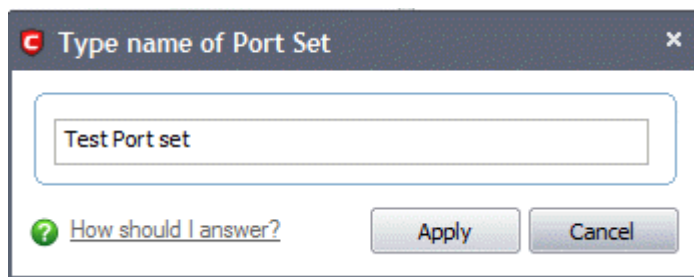 Type name of Port Set
Test Port set
How should I answer?
Apply
Cancel